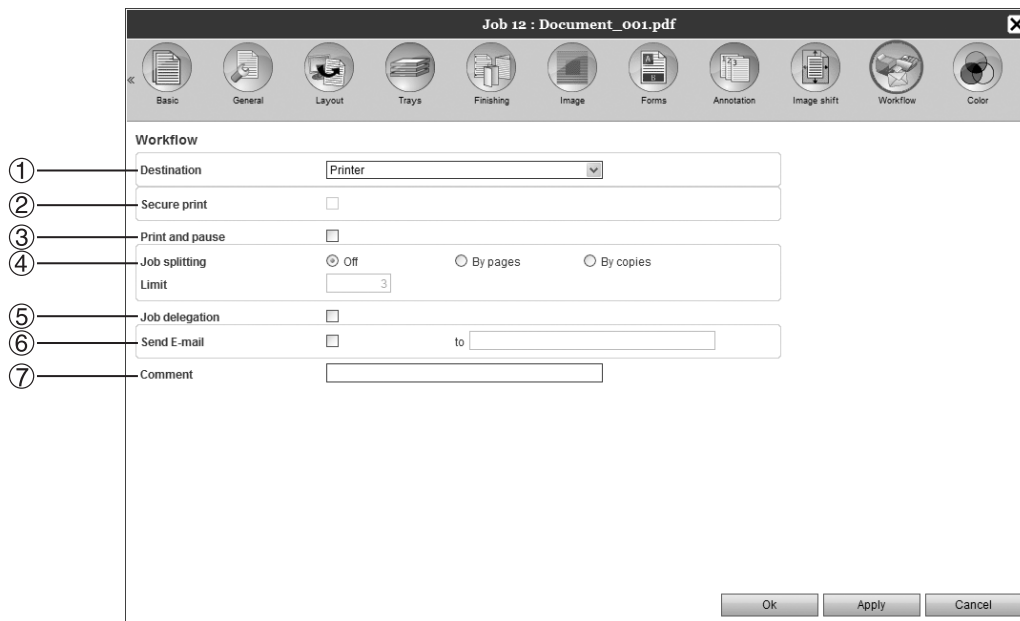 Job 12 : Document_001.pdf
« Basic General Layout Trays Finishing Image Forms Annotation Image shift Workflow Color
Workflow
① Destination Printer
② Secure print
③ Print and pause
④ Job splitting Off By pages By copies
Limit 3
⑤ Job delegation
⑥ Send E-mail to
⑦ Comment
Ok Apply Cancel